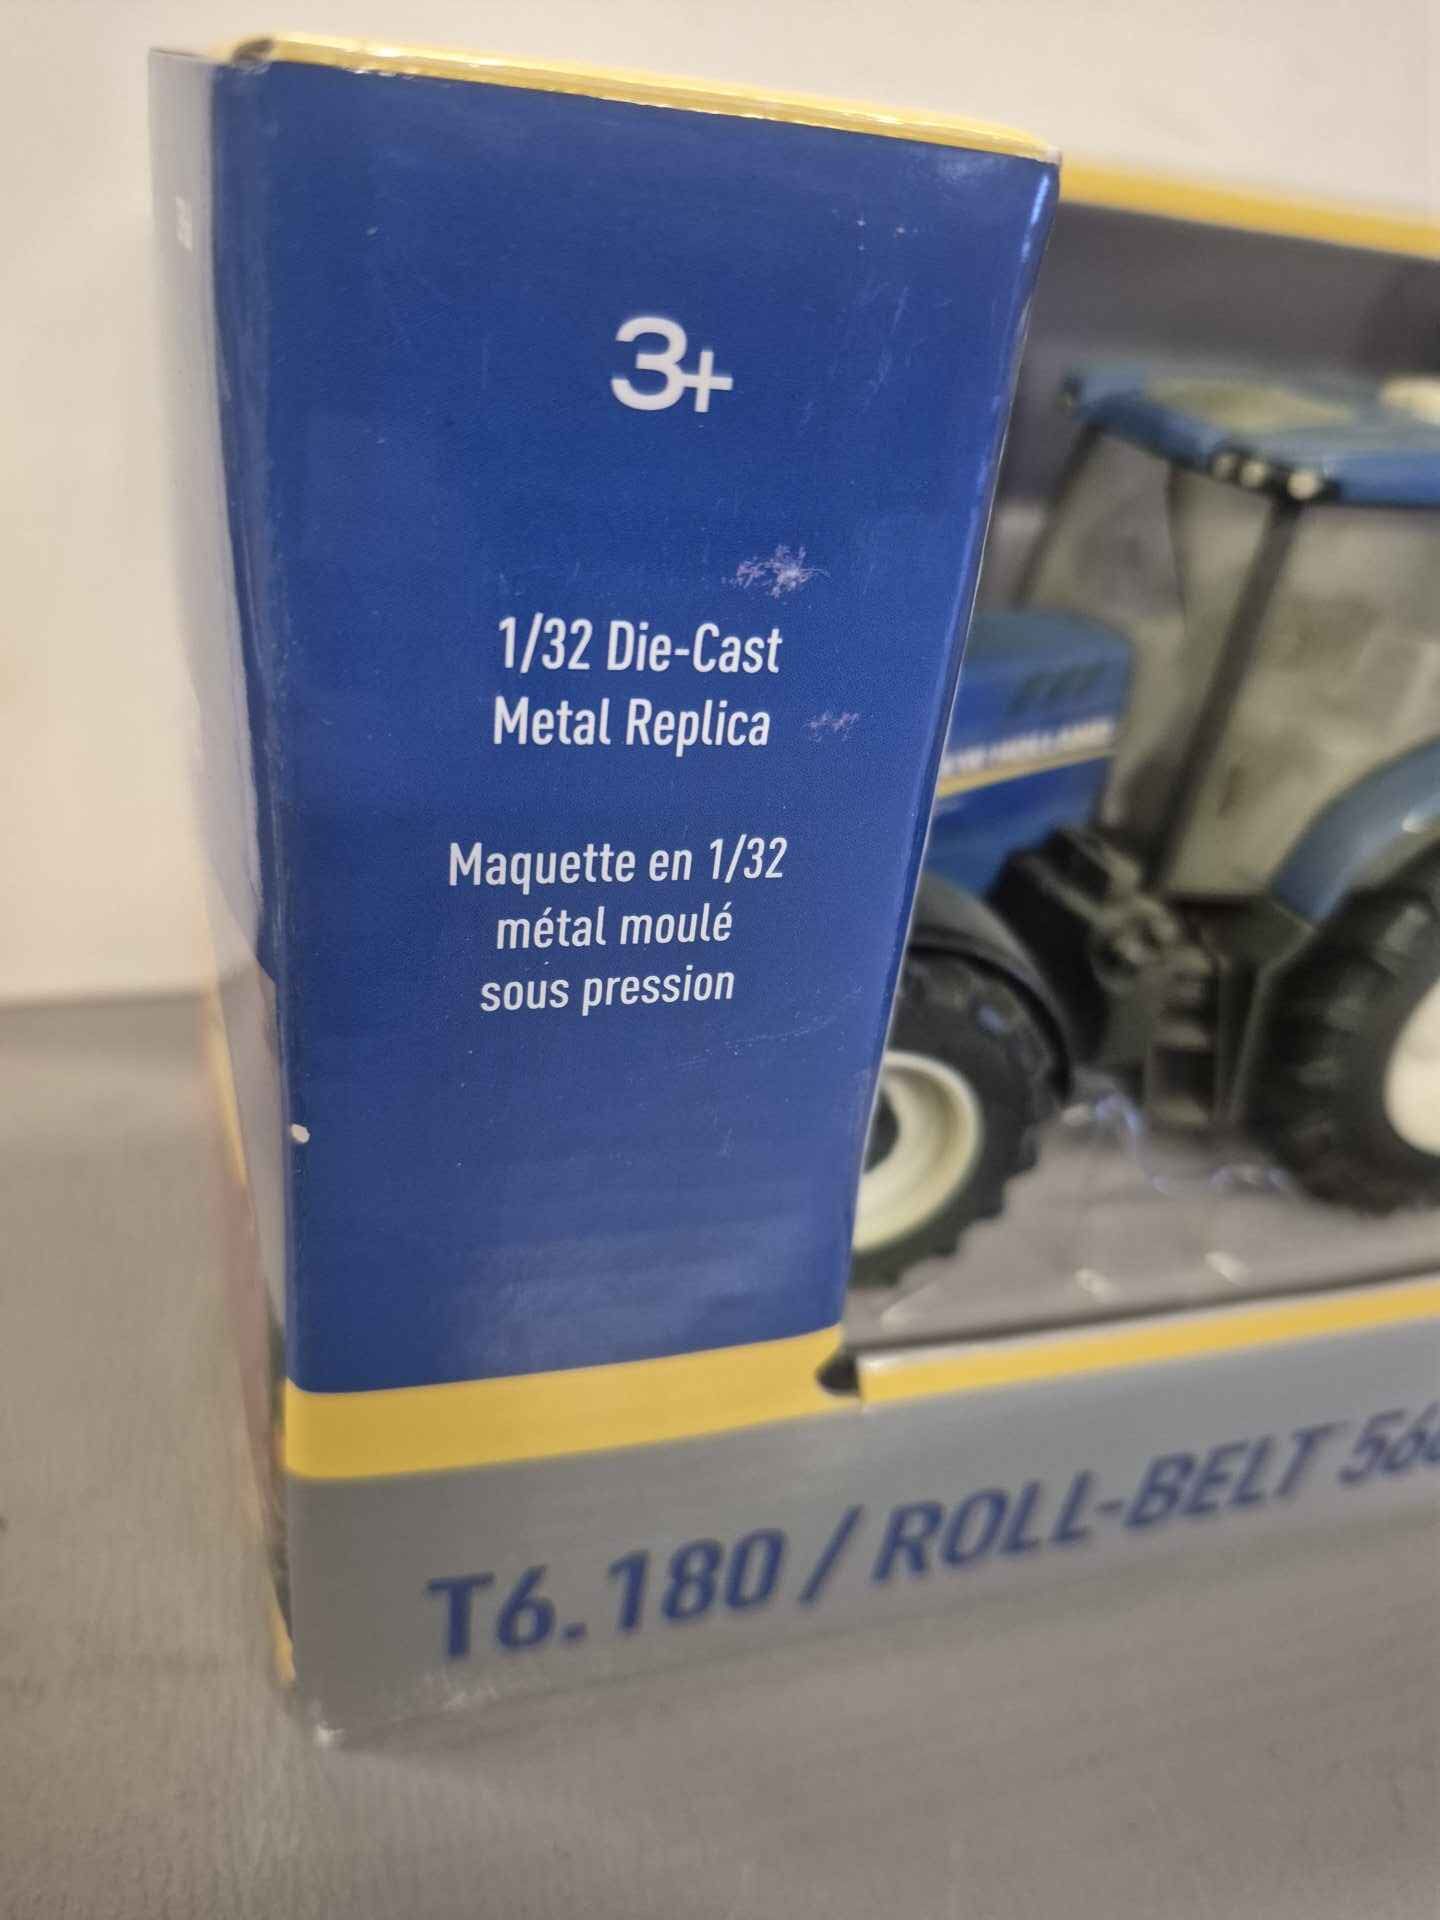 3+
1/32 Die-Cast
Metal Replica
Maquette en 1/32
métal moulé
sous pression
HOLLAND
T6.180 / ROLL-BELT